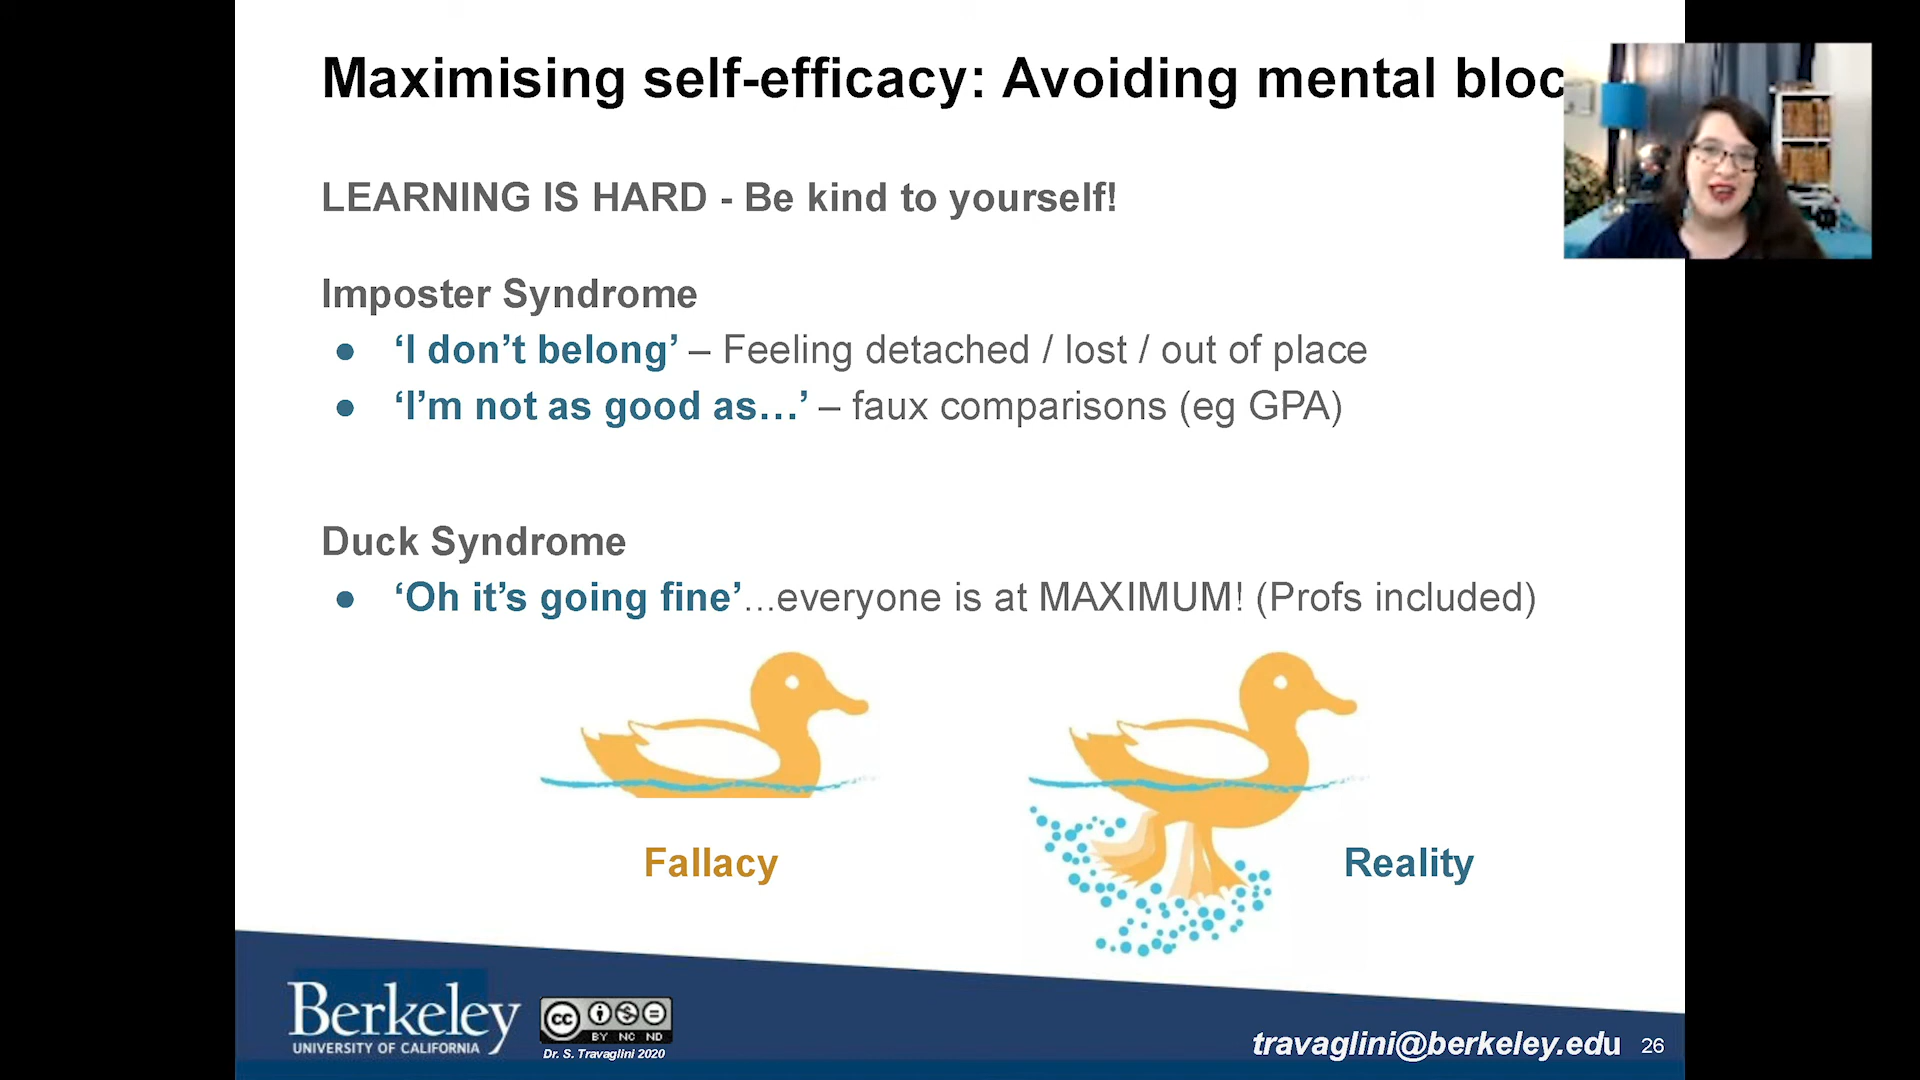 Maximising self-efficacy: Avoiding mental bloc
LEARNING IS HARD - Be kind to yourself!
Imposter Syndrome
● ‘I don’t belong’ – Feeling detached / lost / out of place
● ‘I’m not as good as...’ – faux comparisons (eg GPA)
Duck Syndrome
● ‘Oh it’s going fine’...everyone is at MAXIMUM! (Profs included)
Fallacy
Reality
Berkeley
UNIVERSITY OF CALIFORNIA
cc
BY NC ND
Dr. S. Travaglini 2020
travaglini@berkeley.edu
26